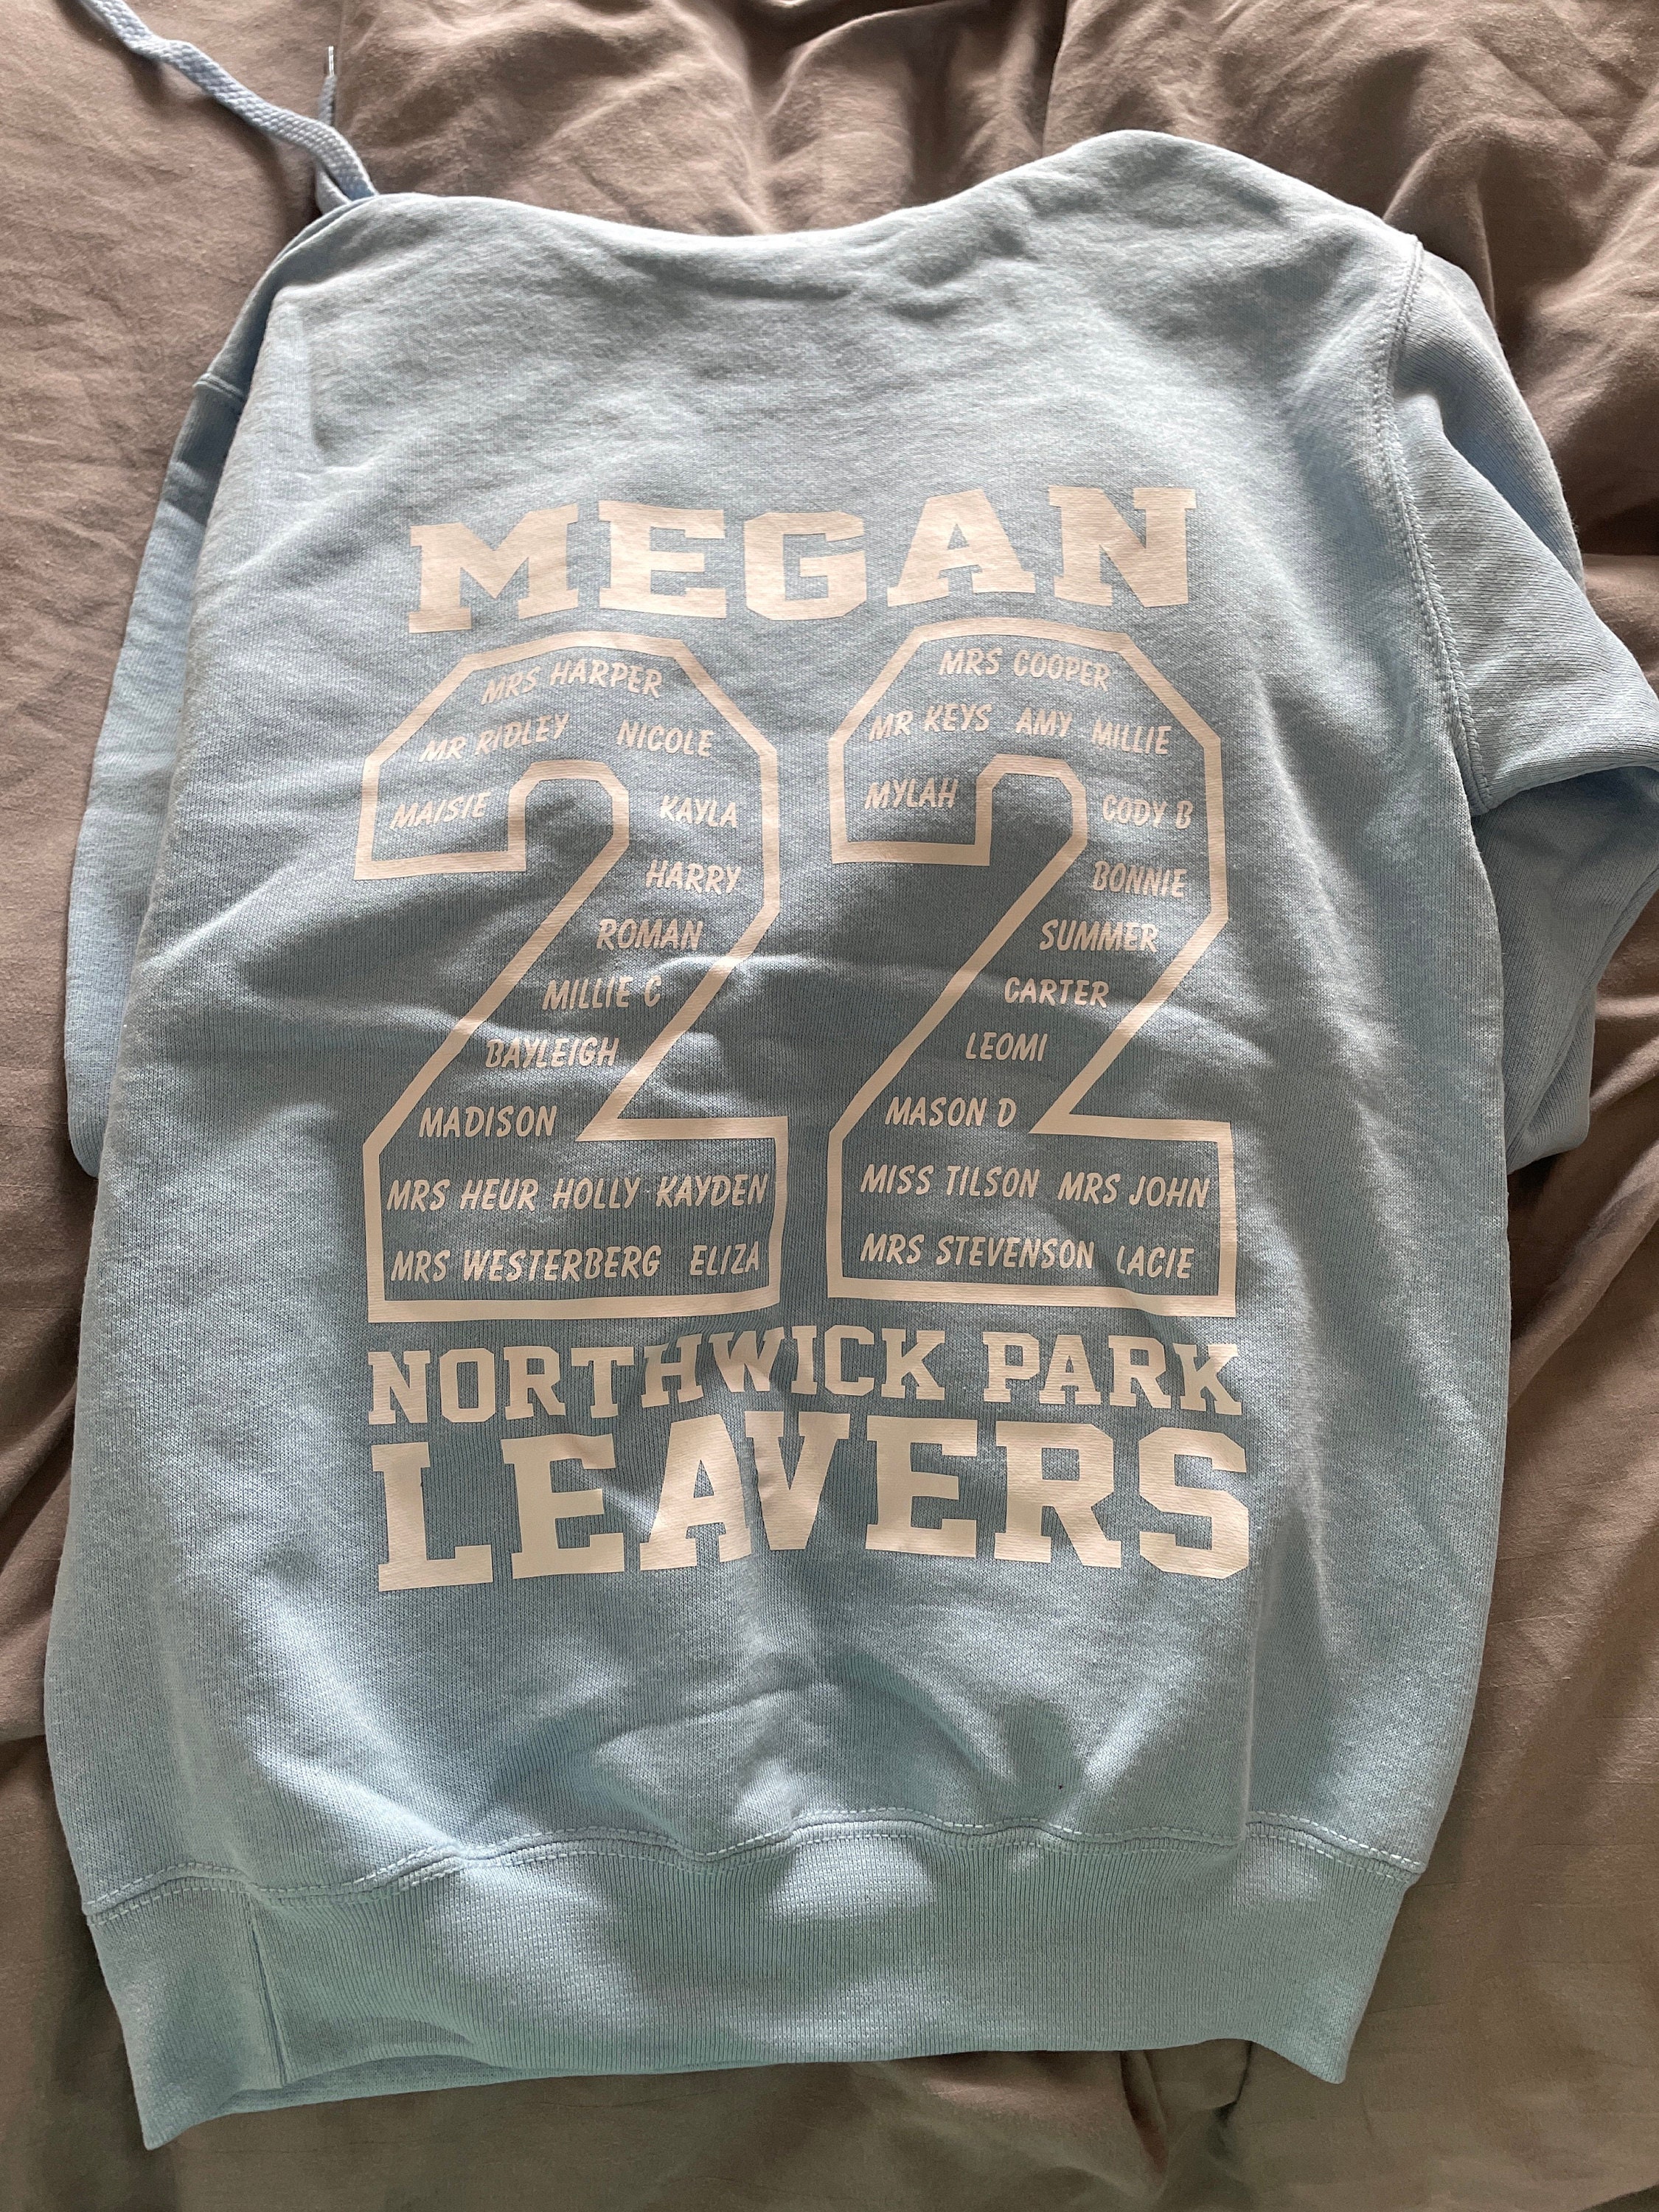 MEGAN
MRS HARPER
MR RIDLEY NICOLE
MAISIE KAYLA
HARRY
ROMAN
MILLIE C
BAYLEIGH
MADISON
MRS HEUR HOLLY KAYDEN
MRS WESTERBERG ELIZA
MRS COOPER
MR KEYS AMY MILLIE
MYLAH CODY B
BONNIE
SUMMER
CARTER
LEOMI
MASON D
MISS TILSON MRS JOHN
MRS STEVENSON LACIE
22
NORTHWICK PARK
LEAVERS